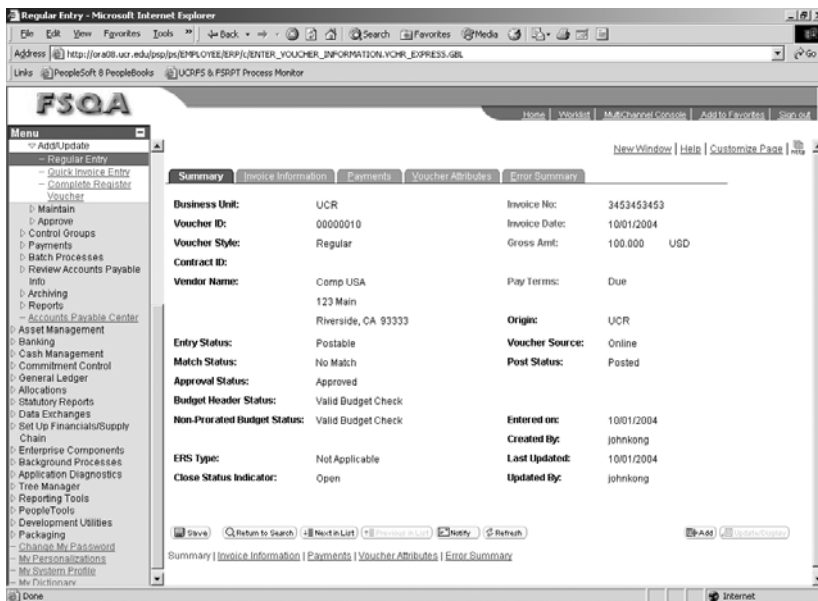 Regular Entry - Microsoft Internet Explorer
File Edit View Favorites Tools » Back Search Favorites Media
Address http://ora08.ucr.edu/psp/ps/EMPLOYEE/ERP/c/ENTER_VOUCHER_INFORMATION.VCHR_EXPRESS.GBL Go
Links PeopleSoft 8 PeopleBooks UCRFS & FSRPT Process Monitor
FSQA
Home | Worklist | MultiChannel Console | Add to Favorites | Sign out
Menu
Add/Update
– Regular Entry
– Quick Invoice Entry
– Complete Register
Voucher
Maintain
Approve
Control Groups
Payments
Batch Processes
Review Accounts Payable
Info
Archiving
Reports
– Accounts Payable Center
Asset Management
Banking
Cash Management
Commitment Control
General Ledger
Allocations
Statutory Reports
Data Exchanges
Set Up Financials/Supply
Chain
Enterprise Components
Background Processes
Application Diagnostics
Tree Manager
Reporting Tools
PeopleTools
Development Utilities
Packaging
– Change My Password
– My Personalizations
– My System Profile
– My Dictionary
New Window | Help | Customize Page |
Summary Invoice Information Payments Voucher Attributes Error Summary
Business Unit: UCR Invoice No: 3453453453
Voucher ID: 00000010 Invoice Date: 10/01/2004
Voucher Style: Regular Gross Amt: 100.000 USD
Contract ID:
Vendor Name: Comp USA Pay Terms: Due
123 Main
Riverside, CA 93333 Origin: UCR
Entry Status: Postable Voucher Source: Online
Match Status: No Match Post Status: Posted
Approval Status: Approved
Budget Header Status: Valid Budget Check
Non-Prorated Budget Status: Valid Budget Check Entered on: 10/01/2004
Created By: johnkong
ERS Type: Not Applicable Last Updated: 10/01/2004
Close Status Indicator: Open Updated By: johnkong
Save Return to Search Next in List Previous in List Notify Refresh Add Update/Display
Summary | Invoice Information | Payments | Voucher Attributes | Error Summary
Done Internet